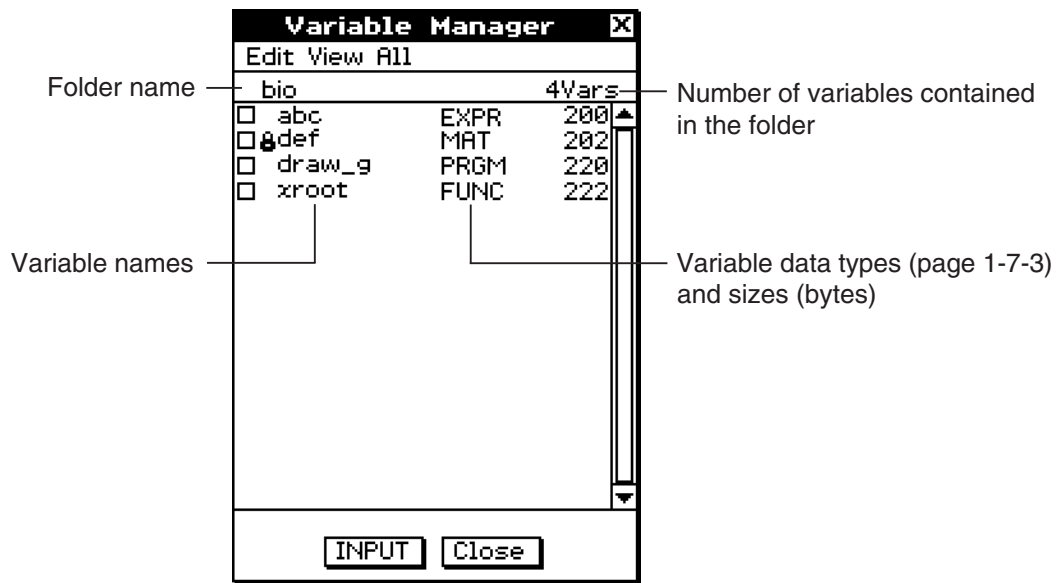 Variable Manager X
Edit View All
Folder name
bio 4Vars
Number of variables contained
in the folder
abc EXPR 200
def MAT 202
draw_g PRGM 220
xroot FUNC 222
Variable names
Variable data types (page 1-7-3)
and sizes (bytes)
INPUT Close